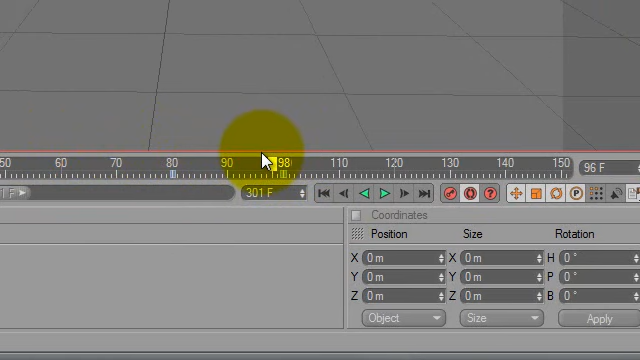 50 60 70 80 90 98 110 120 130 140 150 96 F
F 301 F
P
Coordinates
Position Size Rotation
X 0 m X 0 m H 0 °
Y 0 m Y 0 m P 0 °
Z 0 m Z 0 m B 0 °
Object Size Apply